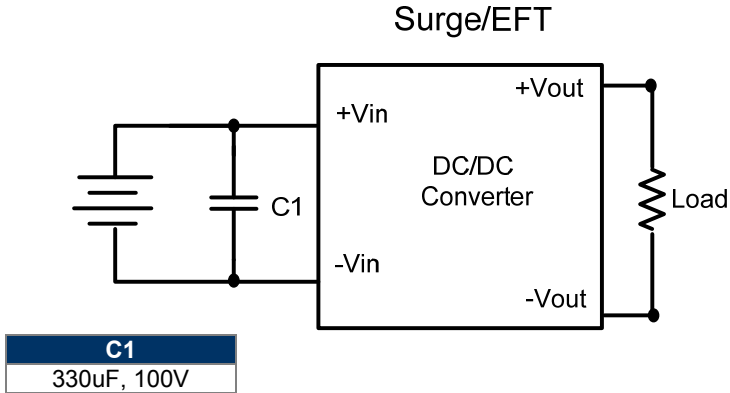 Surge/EFT
+Vin
+Vout
DC/DC
Converter
C1
Load
-Vin
-Vout
C1
330uF, 100V